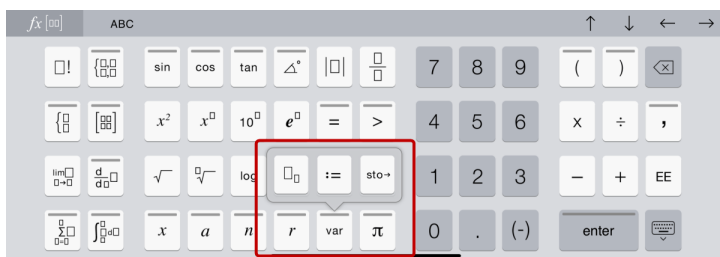 fx[▯▯] ABC ↑ ↓ ← →
▯! {▯,▯ sin cos tan ∠° |▯| ▯/▯ 7 8 9 ( )
{▯▯ [▯▯▯▯] x² x^▯ 10^▯ e^▯ = > 4 5 6 x ÷ ,
lim▯ ▯→▯ d/d▯▯ √ ▯√ log ▯▯ := sto→ 1 2 3 − + EE
▯Σ▯ ▯=▯ ∫▯▯d▯ x a n r var π 0 . (-) enter